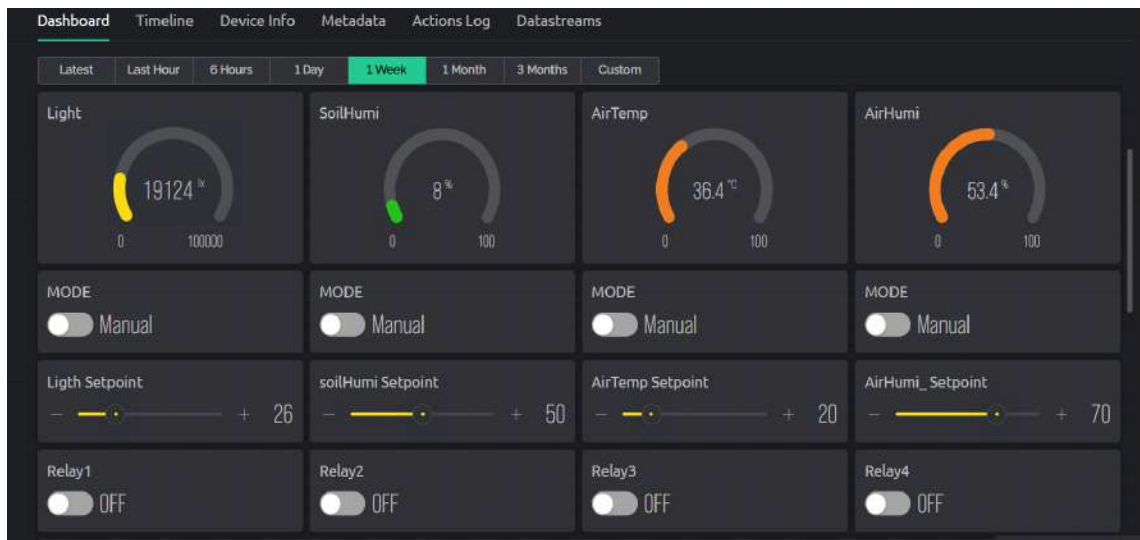 Dashboard Timeline Device Info Metadata Actions Log Datastreams
Latest Last Hour 6 Hours 1 Day 1 Week 1 Month 3 Months Custom
Light SoilHumi AirTemp AirHumi
19124 lx 8 % 36.4 °C 53.4 %
0 100000 0 100 0 100 0 100
MODE MODE MODE MODE
Manual Manual Manual Manual
Ligth Setpoint soilHumi Setpoint AirTemp Setpoint AirHumi_ Setpoint
− + 26 − + 50 − + 20 − + 70
Relay1 Relay2 Relay3 Relay4
OFF OFF OFF OFF